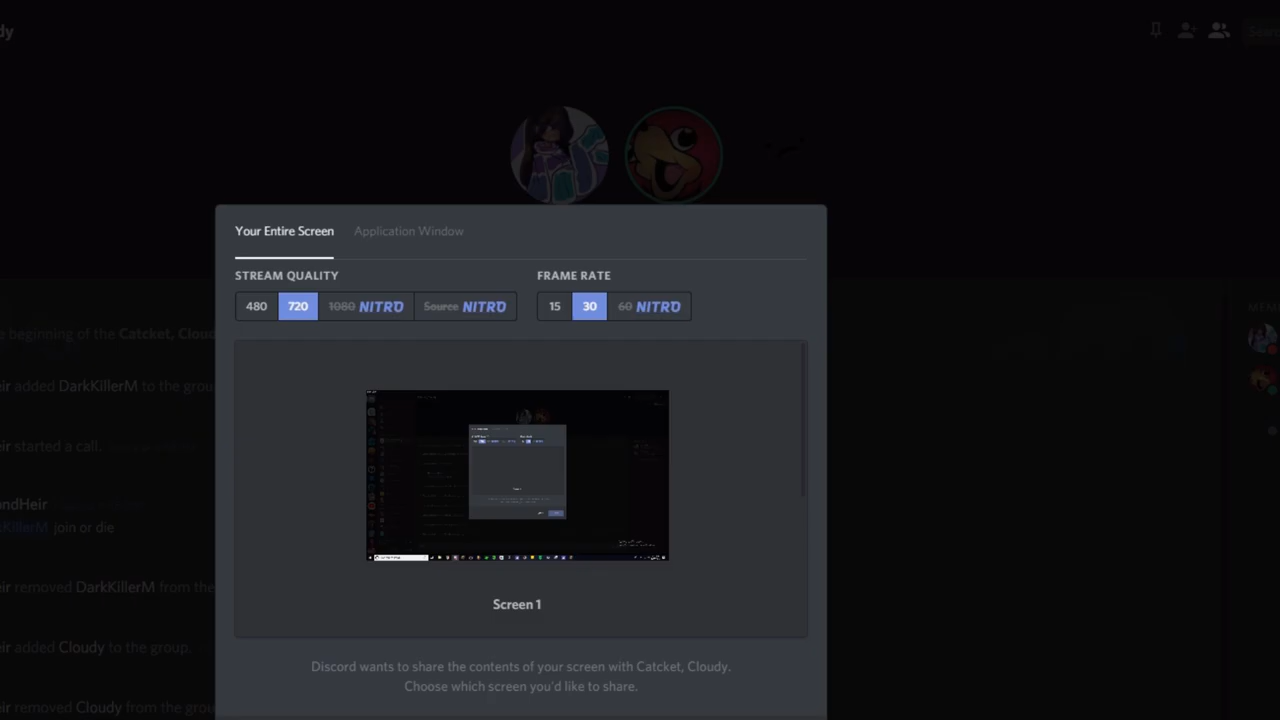 dy
Your Entire Screen Application Window
STREAM QUALITY FRAME RATE
480 720 1080 NITRO Source NITRO 15 30 60 NITRO
e beginning of the Catcket, Cloud
eir added DarkKillerM to the grou
eir started a call.
andHeir
kKillerM join or die
eir removed DarkKillerM from the
eir added Cloudy to the group.
eir removed Cloudy from the grou
Screen 1
Discord wants to share the contents of your screen with Catcket, Cloudy.
Choose which screen you'd like to share.